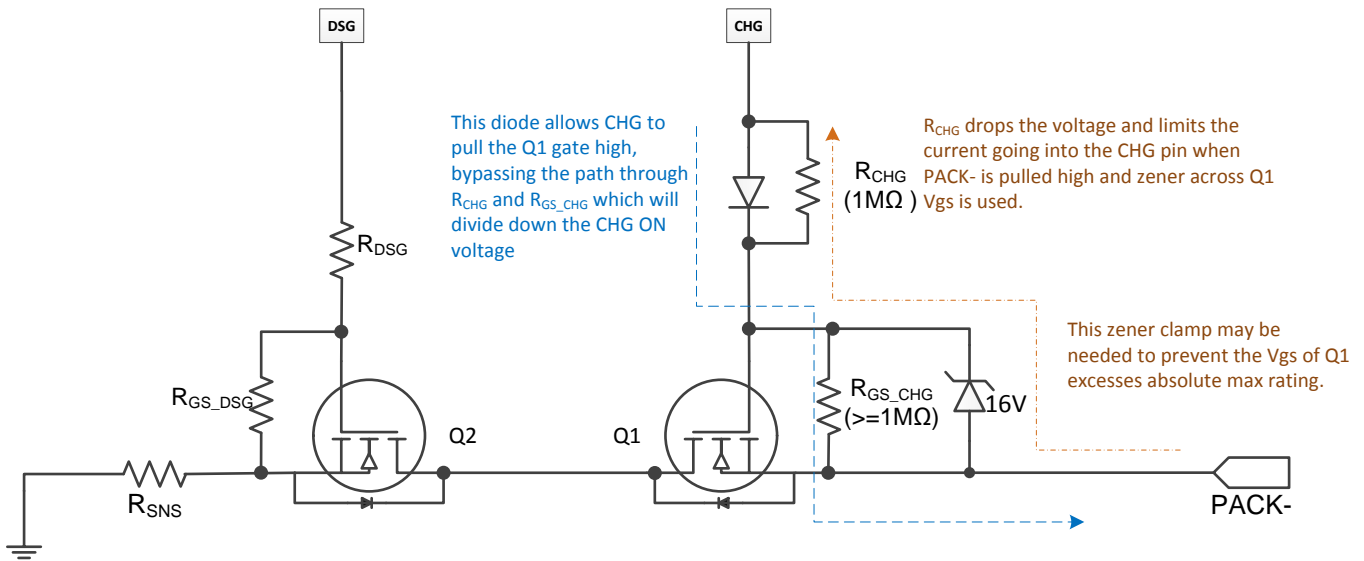 DSG
CHG
This diode allows CHG to
pull the Q1 gate high,
bypassing the path through
RCHG and RGS_CHG which will
divide down the CHG ON
voltage
RCHG
(1MΩ )
RCHG drops the voltage and limits the
current going into the CHG pin when
PACK- is pulled high and zener across Q1
Vgs is used.
RDSG
This zener clamp may be
needed to prevent the Vgs of Q1
excesses absolute max rating.
RGS_DSG
RGS_CHG
(>=1MΩ)
16V
Q2
Q1
RSNS
PACK-